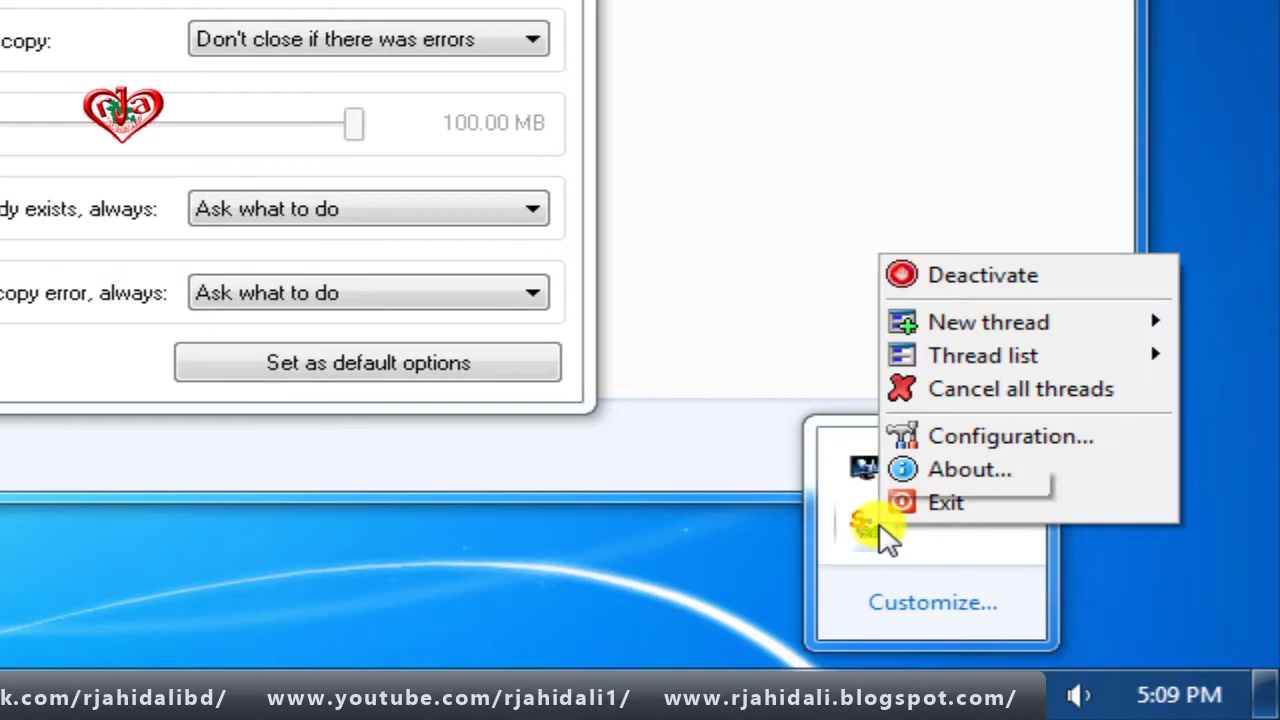 copy:
Don't close if there was errors
rja
100.00 MB
dy exists, always:
Ask what to do
copy error, always:
Ask what to do
Set as default options
Deactivate
New thread
Thread list
Cancel all threads
Configuration...
About...
Exit
Customize...
k.com/rjahidalibd/
www.youtube.com/rjahidali1/
www.rjahidali.blogspot.com/
5:09 PM